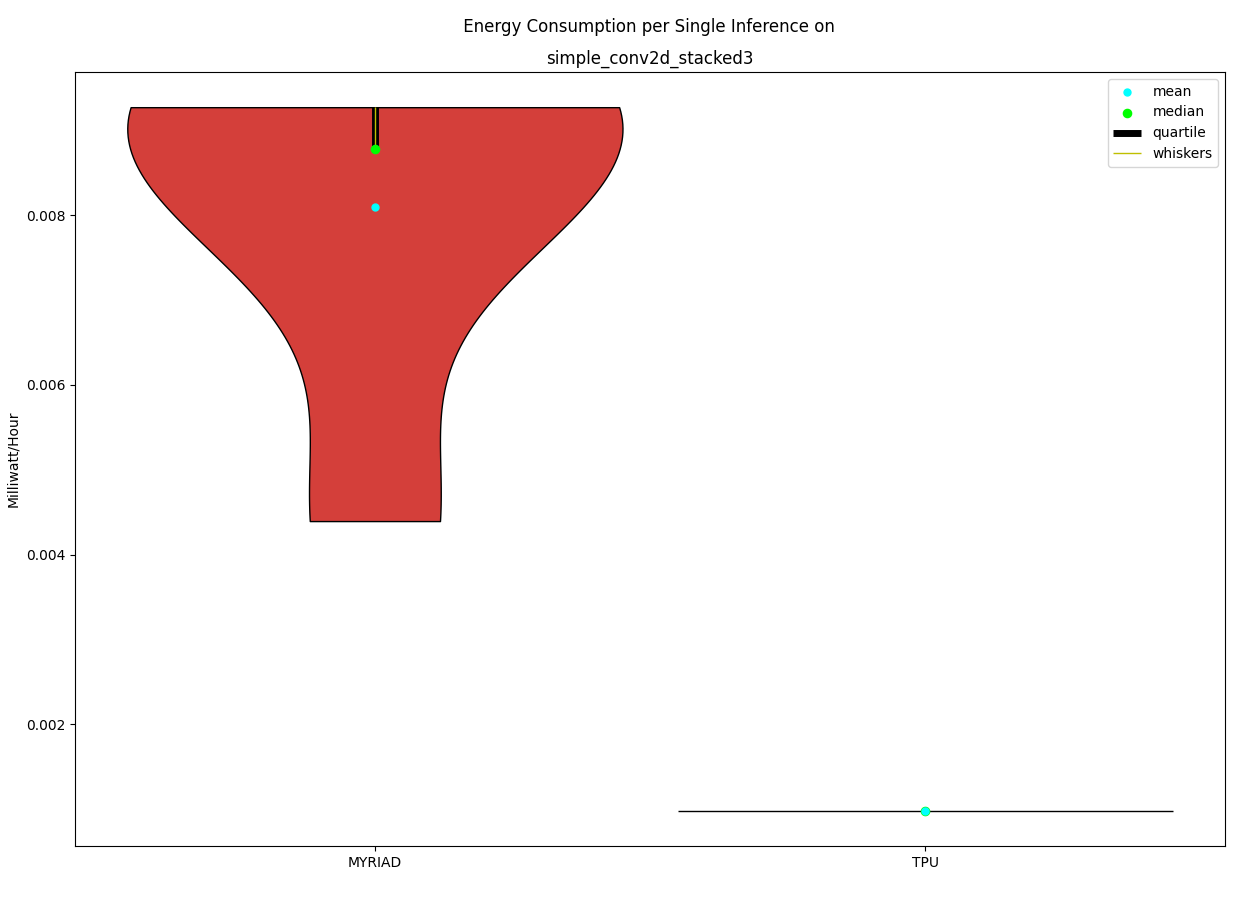 Energy Consumption per Single Inference on
simple_conv2d_stacked3
mean
median
quartile
whiskers
0.008
0.006
0.004
0.002
Milliwatt/Hour
MYRIAD
TPU